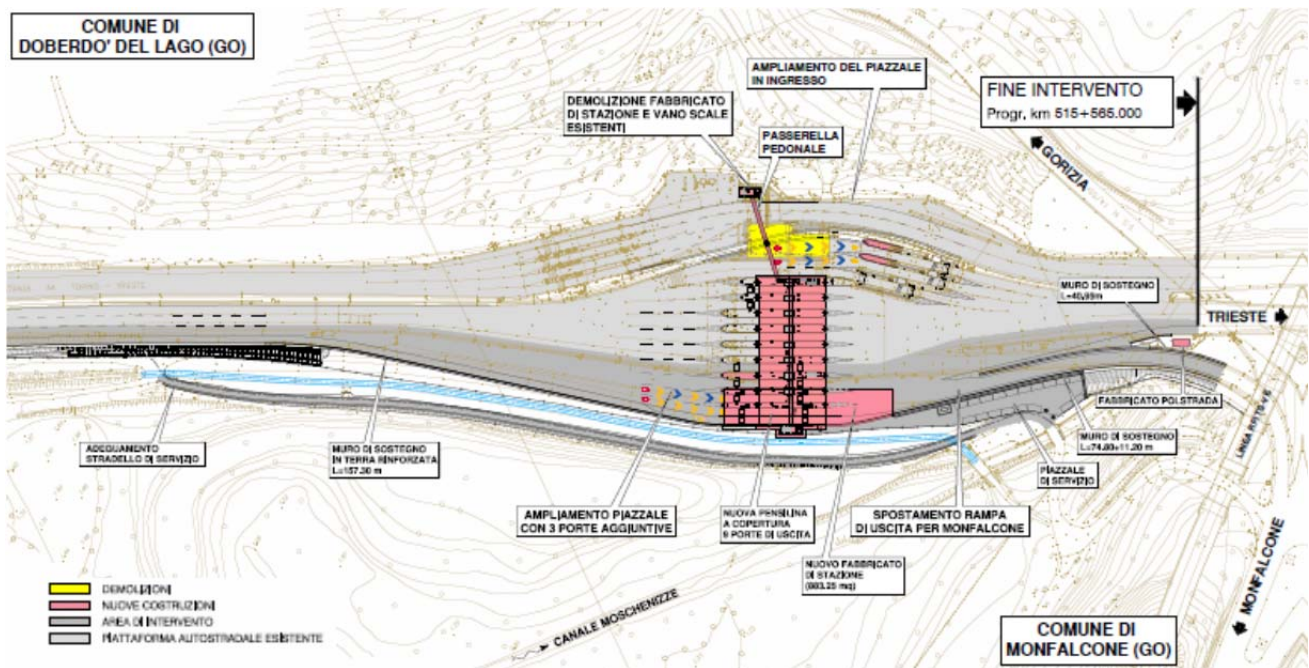 COMUNE DI
DOBERDO' DEL LAGO (GO)
AMPLIAMENTO DEL PIAZZALE
IN INGRESSO
DEMOLIZIONE FABBRICATO
DI STAZIONE E VANO SCALE
ESISTENTI
PASSERELLA
PEDONALE
FINE INTERVENTO
Progr. km 515+565.000
GORIZIA
MURO DI SOSTEGNO
TRIESTE
FABBRICATO POLSTRADA
ADEGUAMENTO
STRADELLO DI SERVIZIO
MURO DI SOSTEGNO
IN TERRA RINFORZATA
L=157.30 m
MURO DI SOSTEGNO
L=74.60+11.20 m
PIAZZALE
DI SERVIZIO
AMPLIAMENTO PIAZZALE
CON 3 PORTE AGGIUNTIVE
NUOVA PENSILINA
A COPERTURA
9 PORTE DI USCITA
SPOSTAMENTO RAMPA
DI USCITA PER MONFALCONE
NUOVO FABBRICATO
DI STAZIONE
MONFALCONE
DEMOLIZIONI
NUOVE COSTRUZIONI
AREA DI INTERVENTO
PIATTAFORMA AUTOSTRADALE ESISTENTE
CANALE MOSCHENIZZE
COMUNE DI
MONFALCONE (GO)